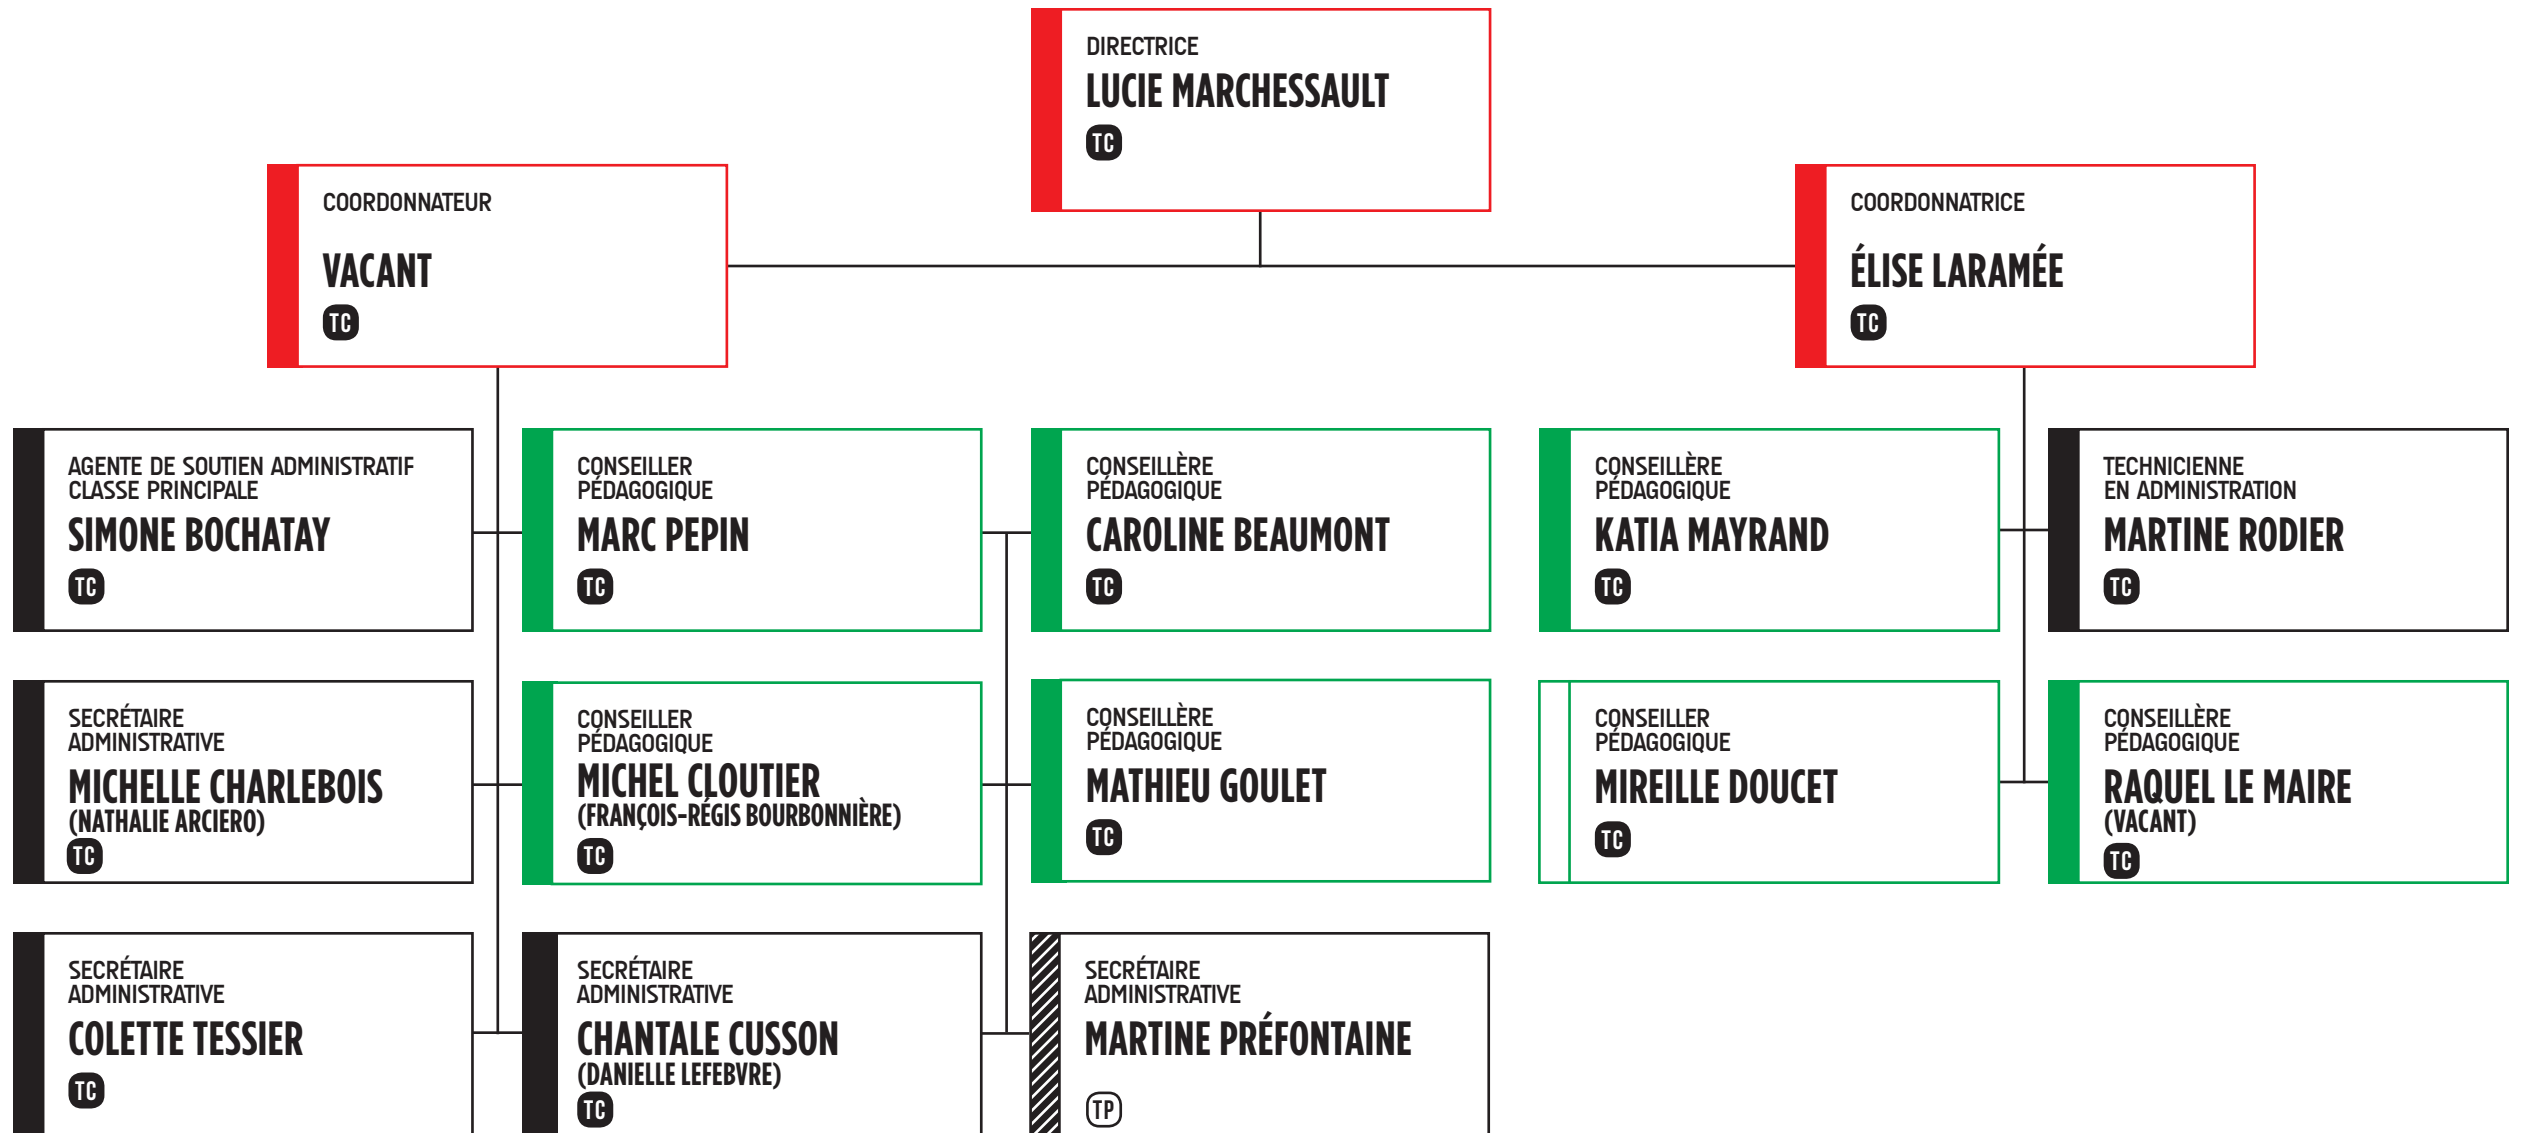 DIRECTRICE
LUCIE MARCHESSAULT
TC
COORDONNATEUR
VACANT
TC
COORDONNATRICE
ÉLISE LARAMÉE
TC
AGENTE DE SOUTIEN ADMINISTRATIF
CLASSE PRINCIPALE
SIMONE BOCHATAY
TC
CONSEILLER
PÉDAGOGIQUE
MARC PEPIN
TC
CONSEILLÈRE
PÉDAGOGIQUE
CAROLINE BEAUMONT
TC
CONSEILLÈRE
PÉDAGOGIQUE
KATIA MAYRAND
TC
TECHNICIENNE
EN ADMINISTRATION
MARTINE RODIER
TC
SECRÉTAIRE
ADMINISTRATIVE
MICHELLE CHARLEBOIS
(NATHALIE ARCIERO)
TC
CONSEILLER
PÉDAGOGIQUE
MICHEL CLOUTIER
(FRANÇOIS-RÉGIS BOURBONNIÈRE)
TC
CONSEILLÈRE
PÉDAGOGIQUE
MATHIEU GOULET
TC
CONSEILLER
PÉDAGOGIQUE
MIREILLE DOUCET
TC
CONSEILLÈRE
PÉDAGOGIQUE
RAQUEL LE MAIRE
(VACANT)
TC
SECRÉTAIRE
ADMINISTRATIVE
COLETTE TESSIER
TC
SECRÉTAIRE
ADMINISTRATIVE
CHANTALE CUSSON
(DANIELLE LEFEBVRE)
TC
SECRÉTAIRE
ADMINISTRATIVE
MARTINE PRÉFONTAINE
TP